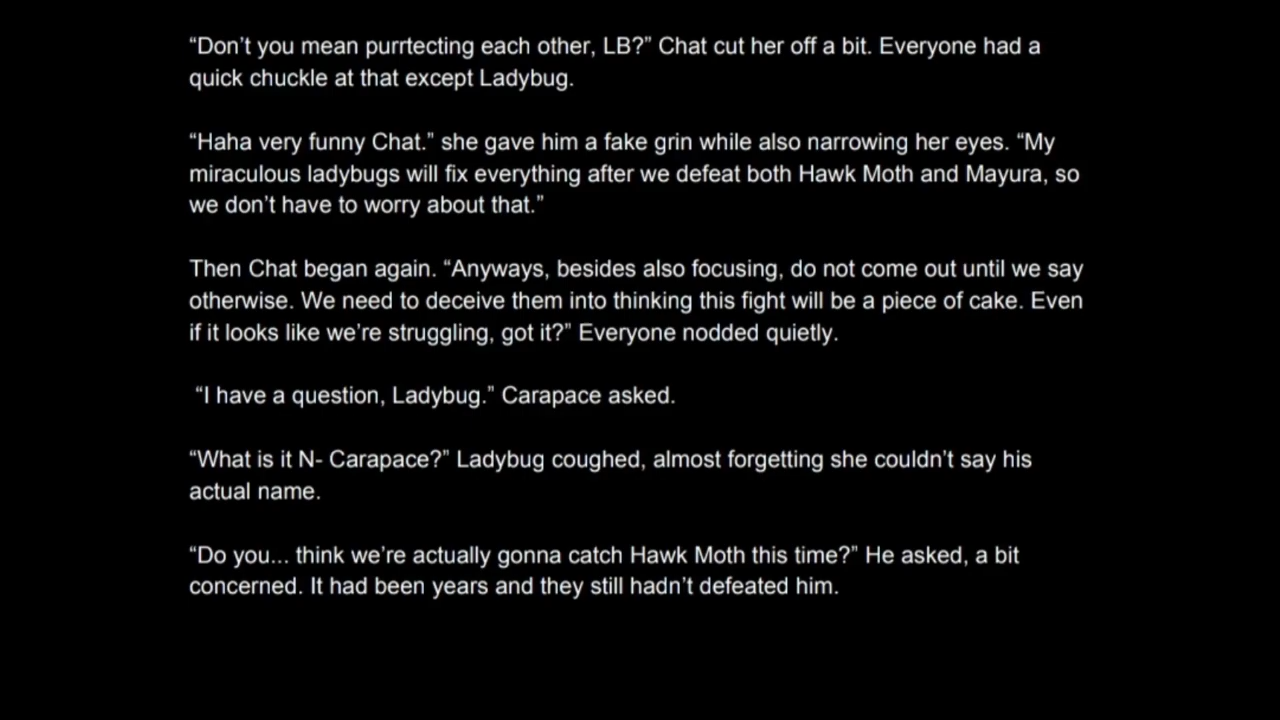 “Don’t you mean purrtecting each other, LB?” Chat cut her off a bit. Everyone had a
quick chuckle at that except Ladybug.
“Haha very funny Chat.” she gave him a fake grin while also narrowing her eyes. “My
miraculous ladybugs will fix everything after we defeat both Hawk Moth and Mayura, so
we don’t have to worry about that.”
Then Chat began again. “Anyways, besides also focusing, do not come out until we say
otherwise. We need to deceive them into thinking this fight will be a piece of cake. Even
if it looks like we’re struggling, got it?” Everyone nodded quietly.
“I have a question, Ladybug.” Carapace asked.
“What is it N- Carapace?” Ladybug coughed, almost forgetting she couldn’t say his
actual name.
“Do you... think we’re actually gonna catch Hawk Moth this time?” He asked, a bit
concerned. It had been years and they still hadn’t defeated him.